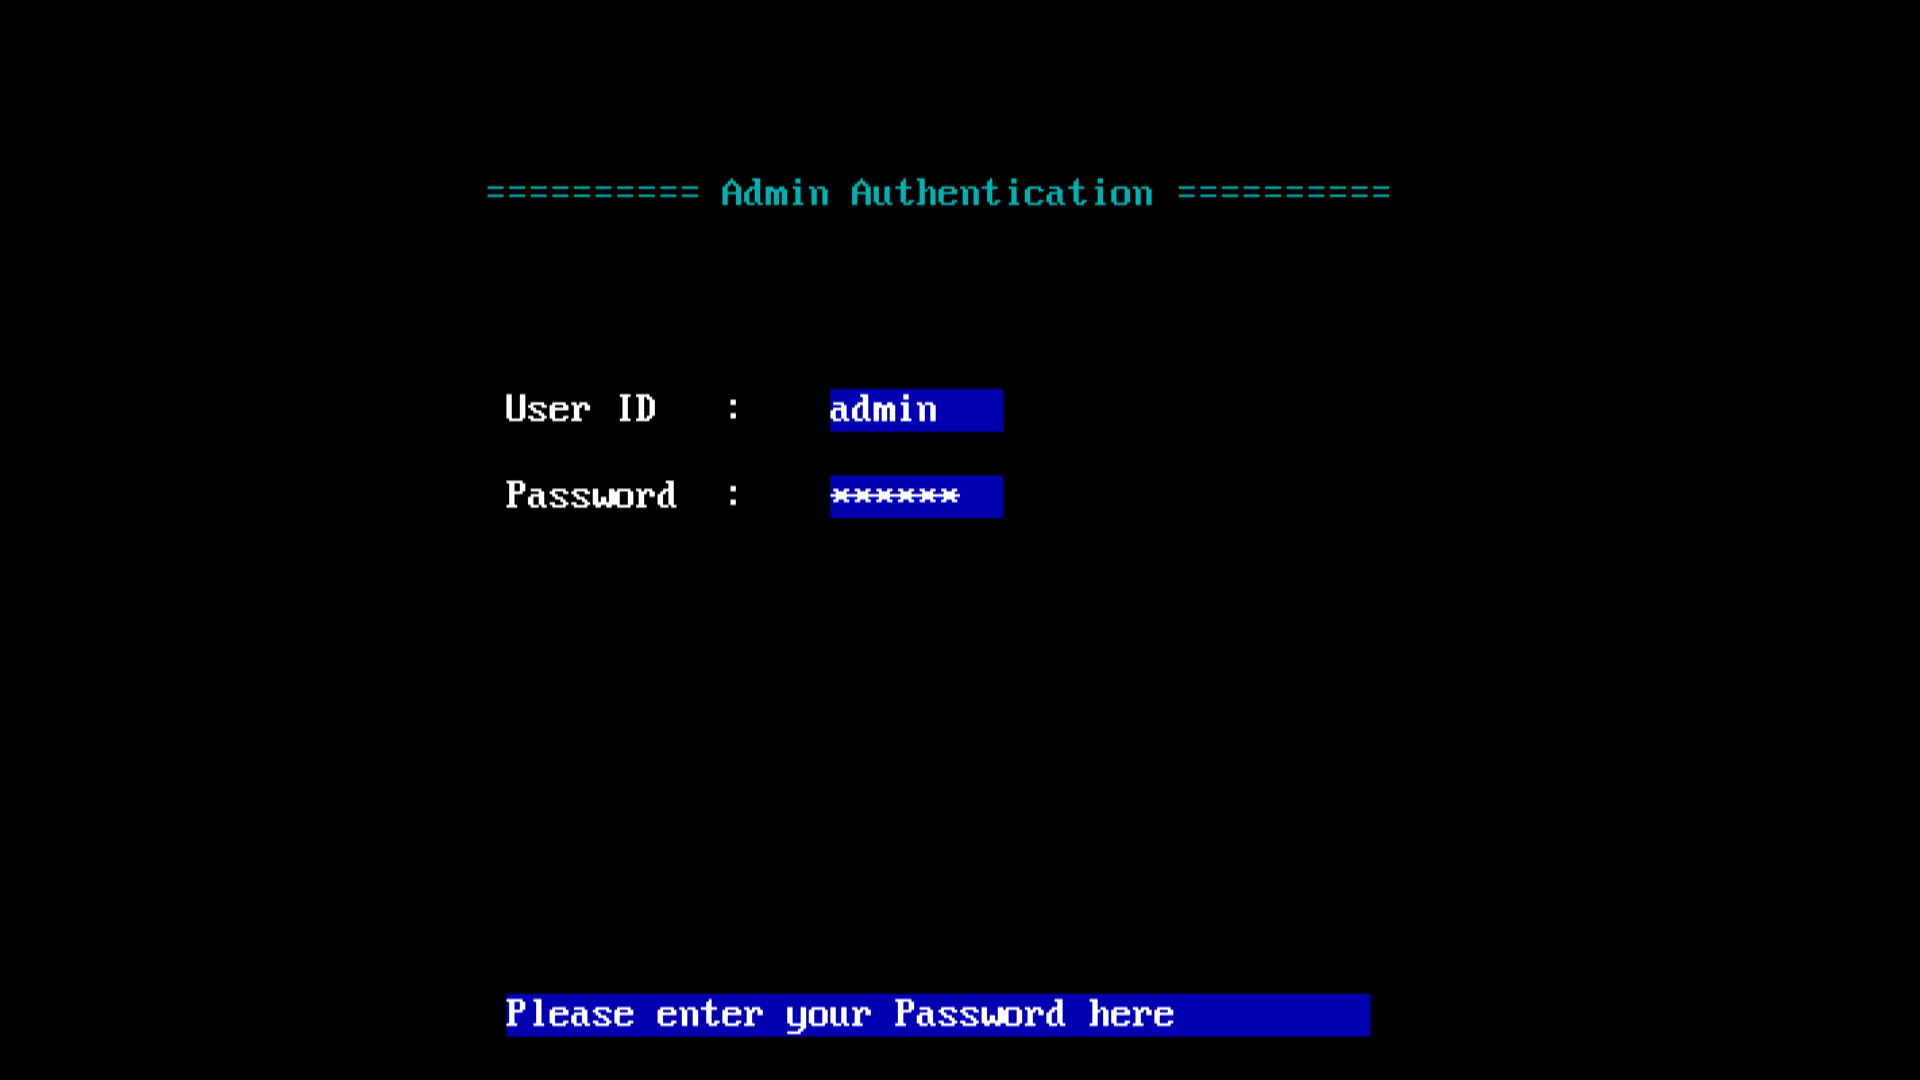 ========== Admin Authentication ==========
User ID : admin
Password : ******
Please enter your Password here